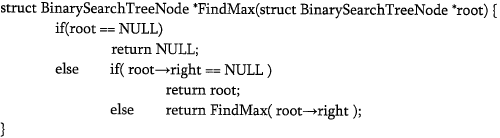 struct BinarySearchTreeNode *FindMax(struct BinarySearchTreeNode *root) {
if(root == NULL)
return NULL;
else if( root→right == NULL )
return root;
else return FindMax( root→right );
}